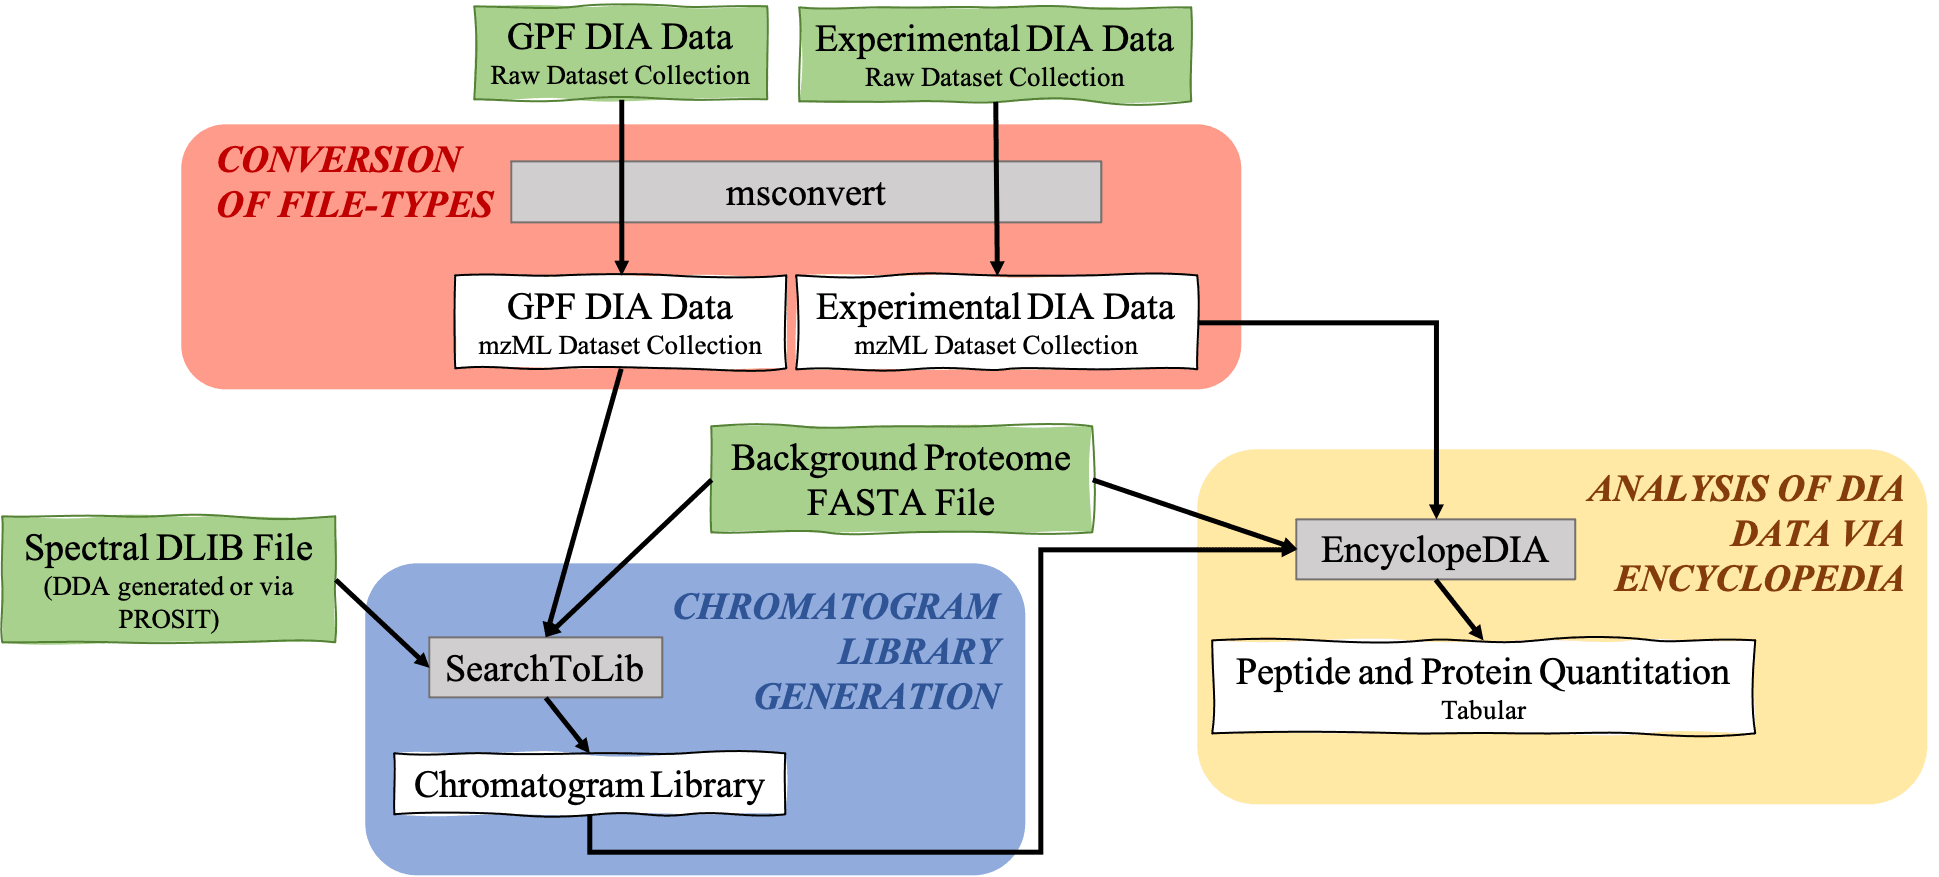 GPF DIA Data
Raw Dataset Collection
Experimental DIA Data
Raw Dataset Collection
CONVERSION
OF FILE-TYPES
msconvert
GPF DIA Data
mzML Dataset Collection
Experimental DIA Data
mzML Dataset Collection
Background Proteome
FASTA File
Spectral DLIB File
(DDA generated or via
PROSIT)
CHROMATOGRAM
LIBRARY
GENERATION
SearchToLib
Chromatogram Library
ANALYSIS OF DIA
DATA VIA
ENCYCLOPEDIA
EncyclopeDIA
Peptide and Protein Quantitation
Tabular